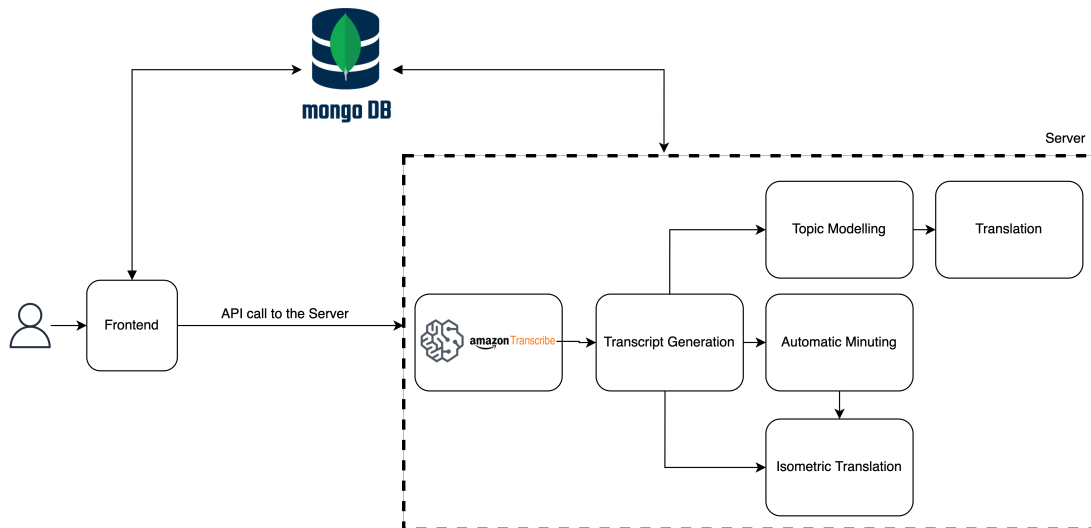 mongo DB
Server
Topic Modelling
Translation
API call to the Server
Frontend
amazon Transcribe
Transcript Generation
Automatic Minuting
Isometric Translation